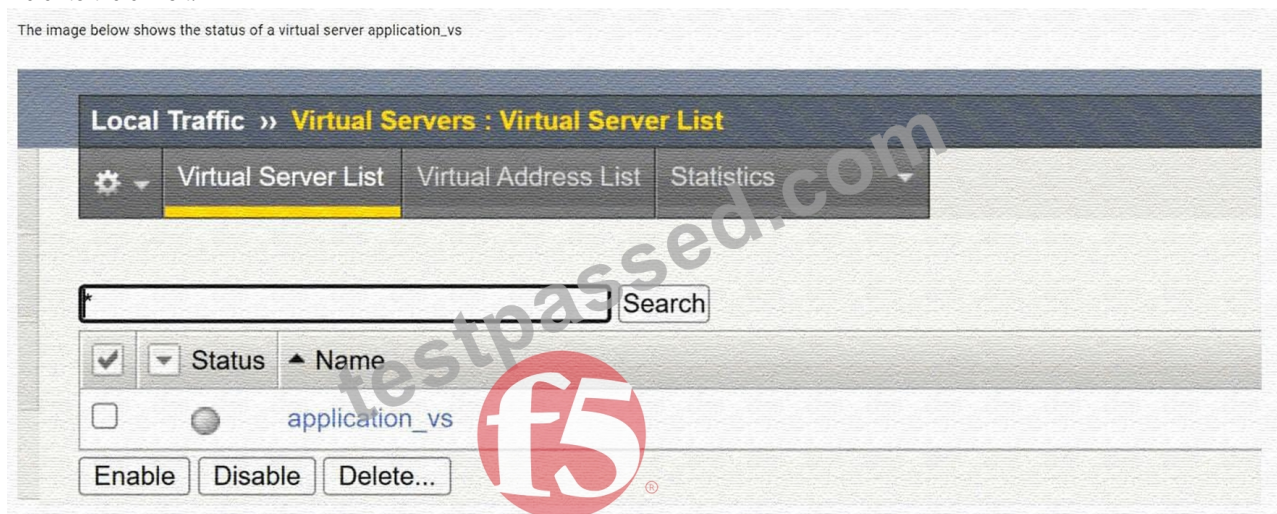 The image below shows the status of a virtual server application_vs
Local Traffic ›› Virtual Servers : Virtual Server List
Virtual Server List Virtual Address List Statistics
* Search
Status Name
application_vs
Enable Disable Delete...
testpassed.com
f5
®